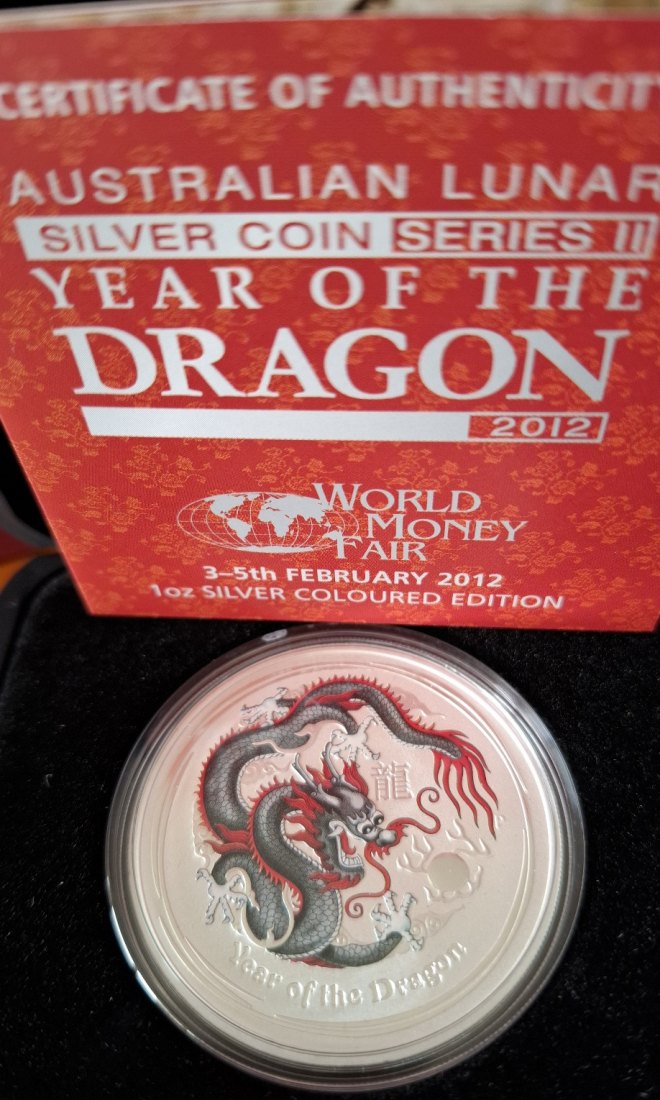 CERTIFICATE OF AUTHENTICITY
AUSTRALIAN LUNAR
SILVER COIN SERIES II
YEAR OF THE
DRAGON
2012
WORLD
MONEY
FAIR
3–5th FEBRUARY 2012
1oz SILVER COLOURED EDITION
龍
Year of the Dragon